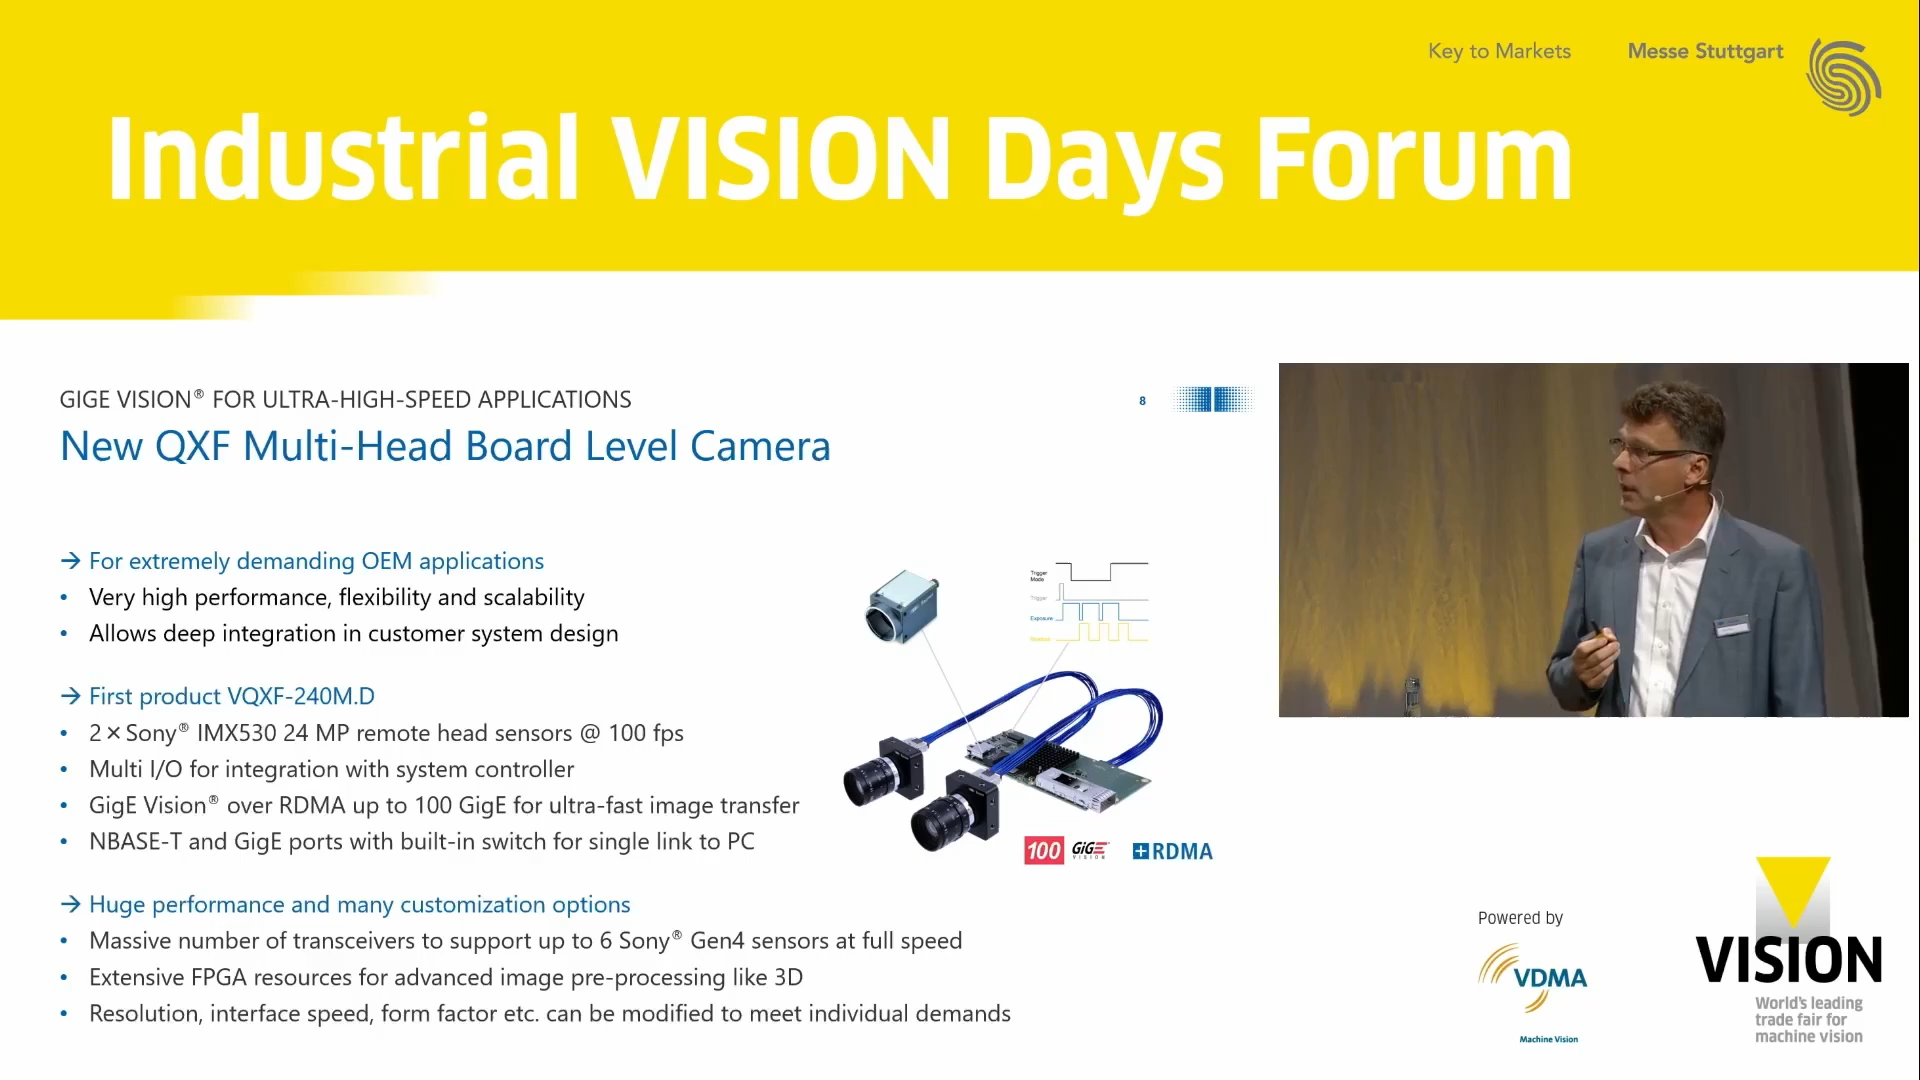 Key to Markets
Messe Stuttgart
Industrial VISION Days Forum
GIGE VISION® FOR ULTRA-HIGH-SPEED APPLICATIONS
8
New QXF Multi-Head Board Level Camera
→ For extremely demanding OEM applications
• Very high performance, flexibility and scalability
• Allows deep integration in customer system design
→ First product VQXF-240M.D
• 2×Sony® IMX530 24 MP remote head sensors @ 100 fps
• Multi I/O for integration with system controller
• GigE Vision® over RDMA up to 100 GigE for ultra-fast image transfer
• NBASE-T and GigE ports with built-in switch for single link to PC
→ Huge performance and many customization options
• Massive number of transceivers to support up to 6 Sony® Gen4 sensors at full speed
• Extensive FPGA resources for advanced image pre-processing like 3D
• Resolution, interface speed, form factor etc. can be modified to meet individual demands
Trigger
Mode
Trigger
Exposure
100 GiGE
VISION
RDMA
Powered by
VDMA
Machine Vision
VISION
World's leading
trade fair for
machine vision